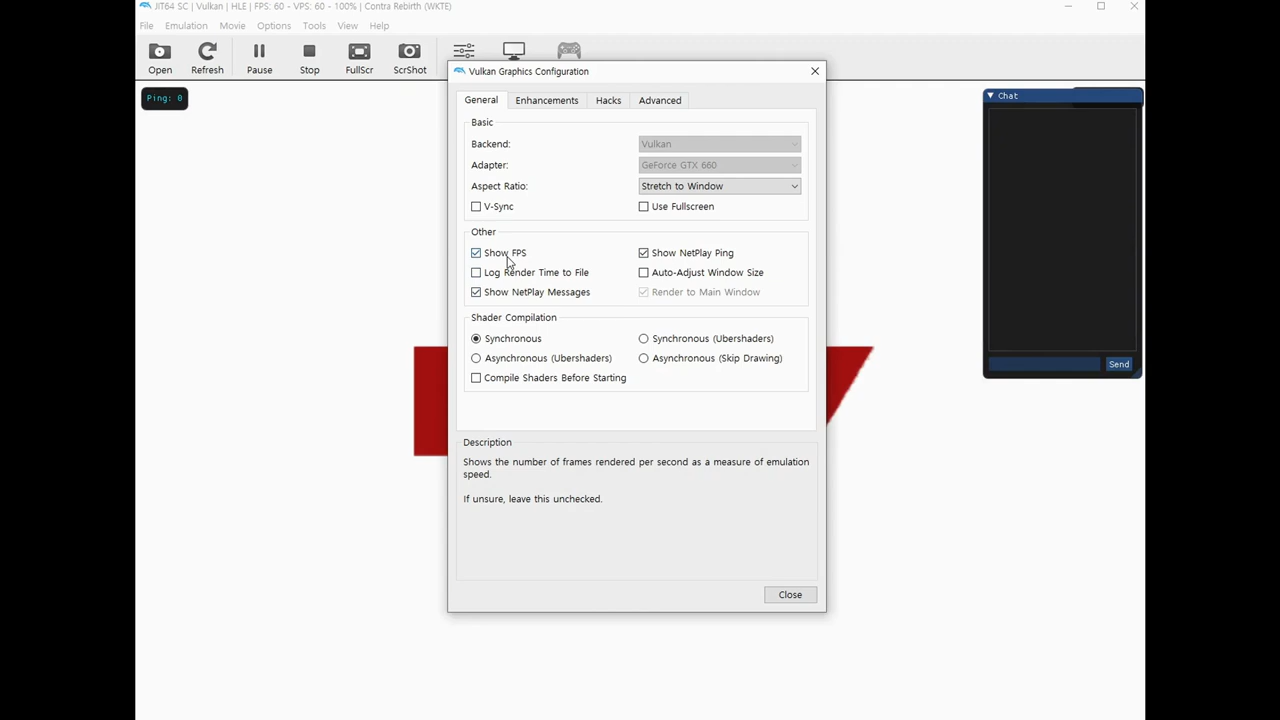 JIT64 SC | Vulkan | HLE | FPS: 60 - VPS: 60 - 100% | Contra Rebirth (WKTE)
File Emulation Movie Options Tools View Help
Open Refresh Pause Stop FullScr ScrShot
Ping: 0
Vulkan Graphics Configuration
General Enhancements Hacks Advanced
Basic
Backend: Vulkan
Adapter: GeForce GTX 660
Aspect Ratio: Stretch to Window
V-Sync Use Fullscreen
Other
Show FPS Show NetPlay Ping
Log Render Time to File Auto-Adjust Window Size
Show NetPlay Messages Render to Main Window
Shader Compilation
Synchronous Synchronous (Ubershaders)
Asynchronous (Ubershaders) Asynchronous (Skip Drawing)
Compile Shaders Before Starting
Description
Shows the number of frames rendered per second as a measure of emulation
speed.
If unsure, leave this unchecked.
Close
Chat
Send